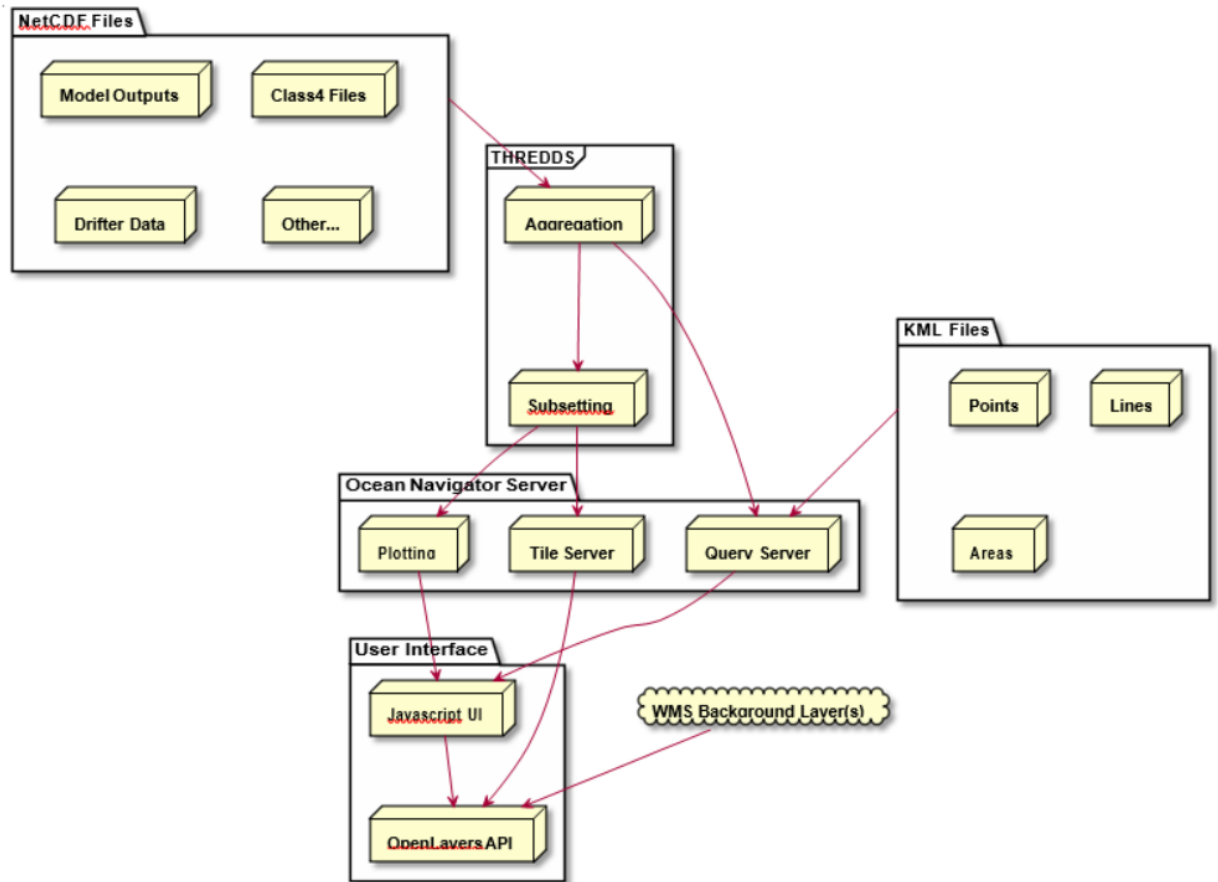 NetCDF Files
Model Outputs
Class4 Files
Drifter Data
Other...
THREDDS
Aggregation
Subsetting
KML Files
Points
Lines
Areas
Ocean Navigator Server
Plotting
Tile Server
Query Server
User Interface
Javascript UI
WMS Background Layer(s)
OpenLayers API